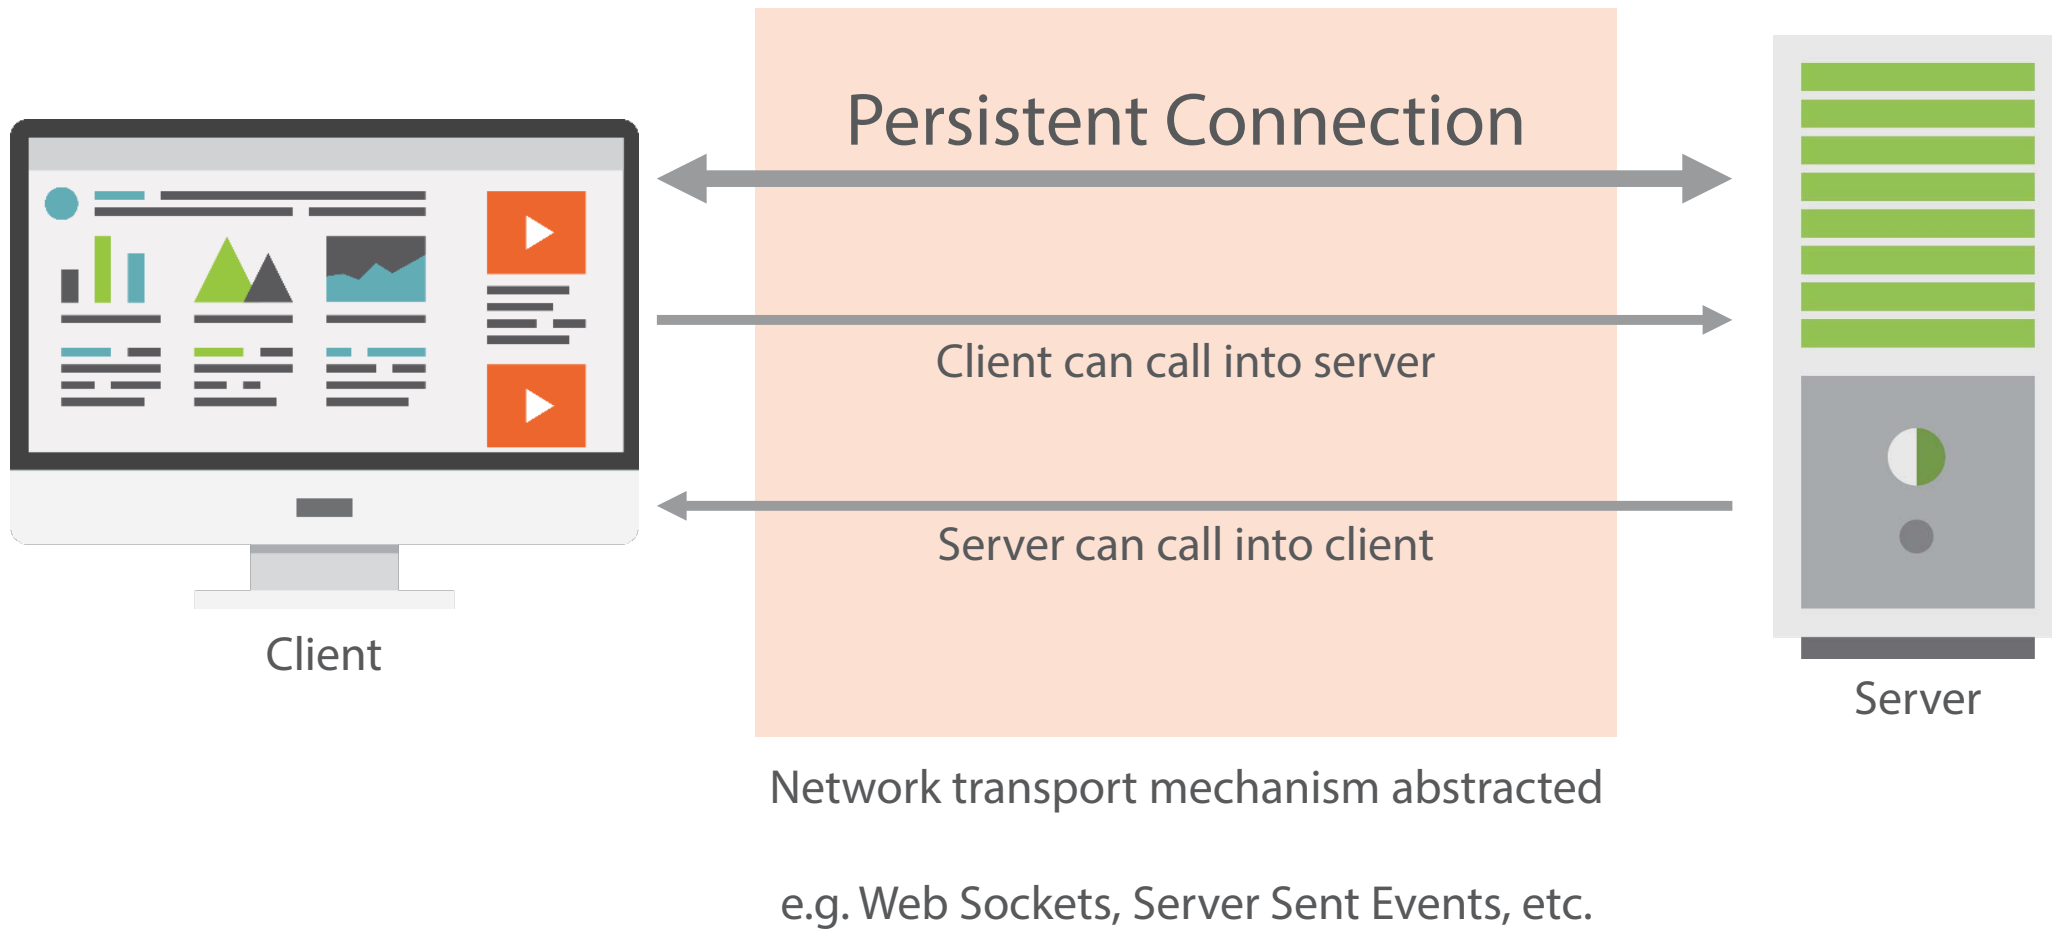 Persistent Connection
Client can call into server
Server can call into client
Client
Server
Network transport mechanism abstracted
e.g. Web Sockets, Server Sent Events, etc.